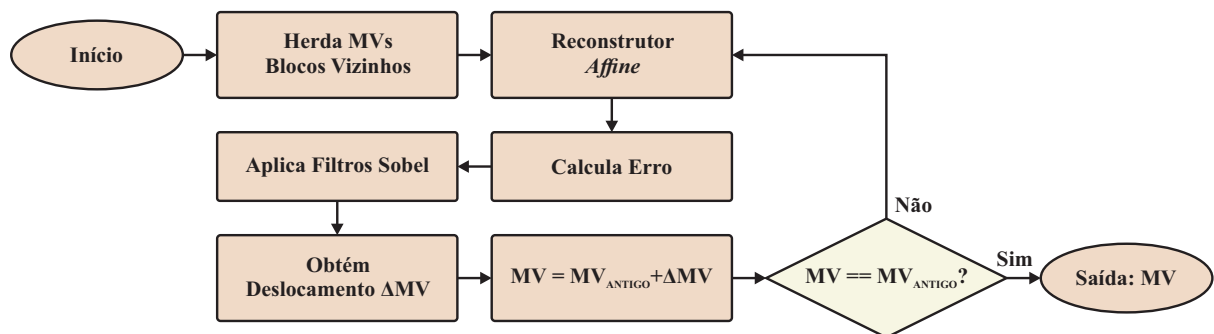 Início
Herda MVs
Blocos Vizinhos
Reconstrutor
Affine
Aplica Filtros Sobel
Calcula Erro
Não
Obtém
Deslocamento ΔMV
MV = MVANTIGO+ΔMV
MV == MVANTIGO?
Sim
Saída: MV